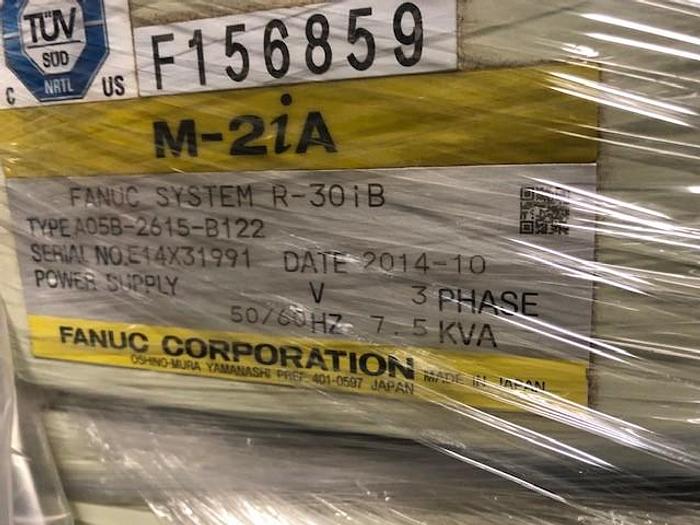 TÜV
SÜD
NRTL
C US
F156859
M-2iA
FANUC SYSTEM R-30iB
TYPE A05B-2615-B122
SERIAL NO.E14X31991 DATE 2014-10
POWER SUPPLY V 3 PHASE
50/60HZ 7.5 KVA
FANUC CORPORATION
OSHINO-MURA YAMANASHI PREF. 401-0597 JAPAN MADE IN JAPAN